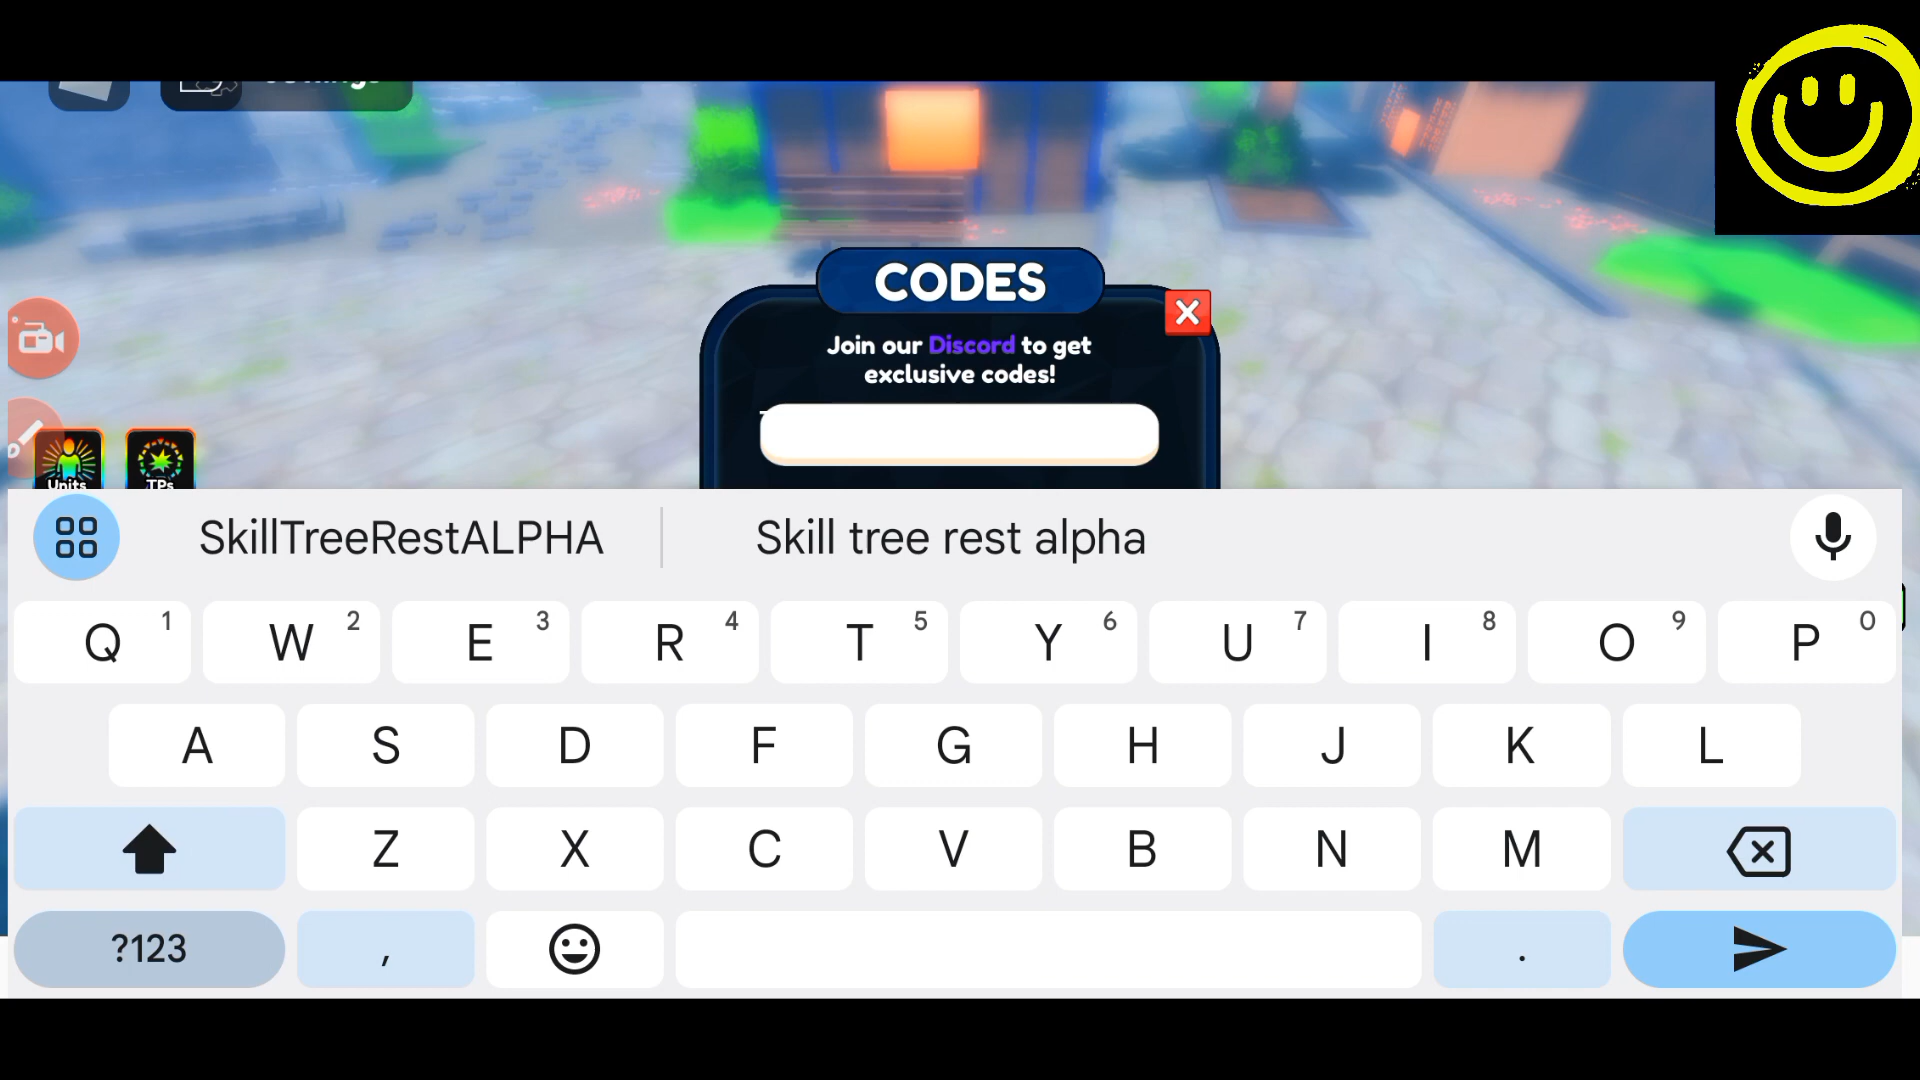 CODES
Join our Discord to get
exclusive codes!
Units
TPs
SkillTreeRestALPHA
Skill tree rest alpha
Q 1 W 2 E 3 R 4 T 5 Y 6 U 7 I 8 O 9 P 0
A S D F G H J K L
Z X C V B N M
?123 , .